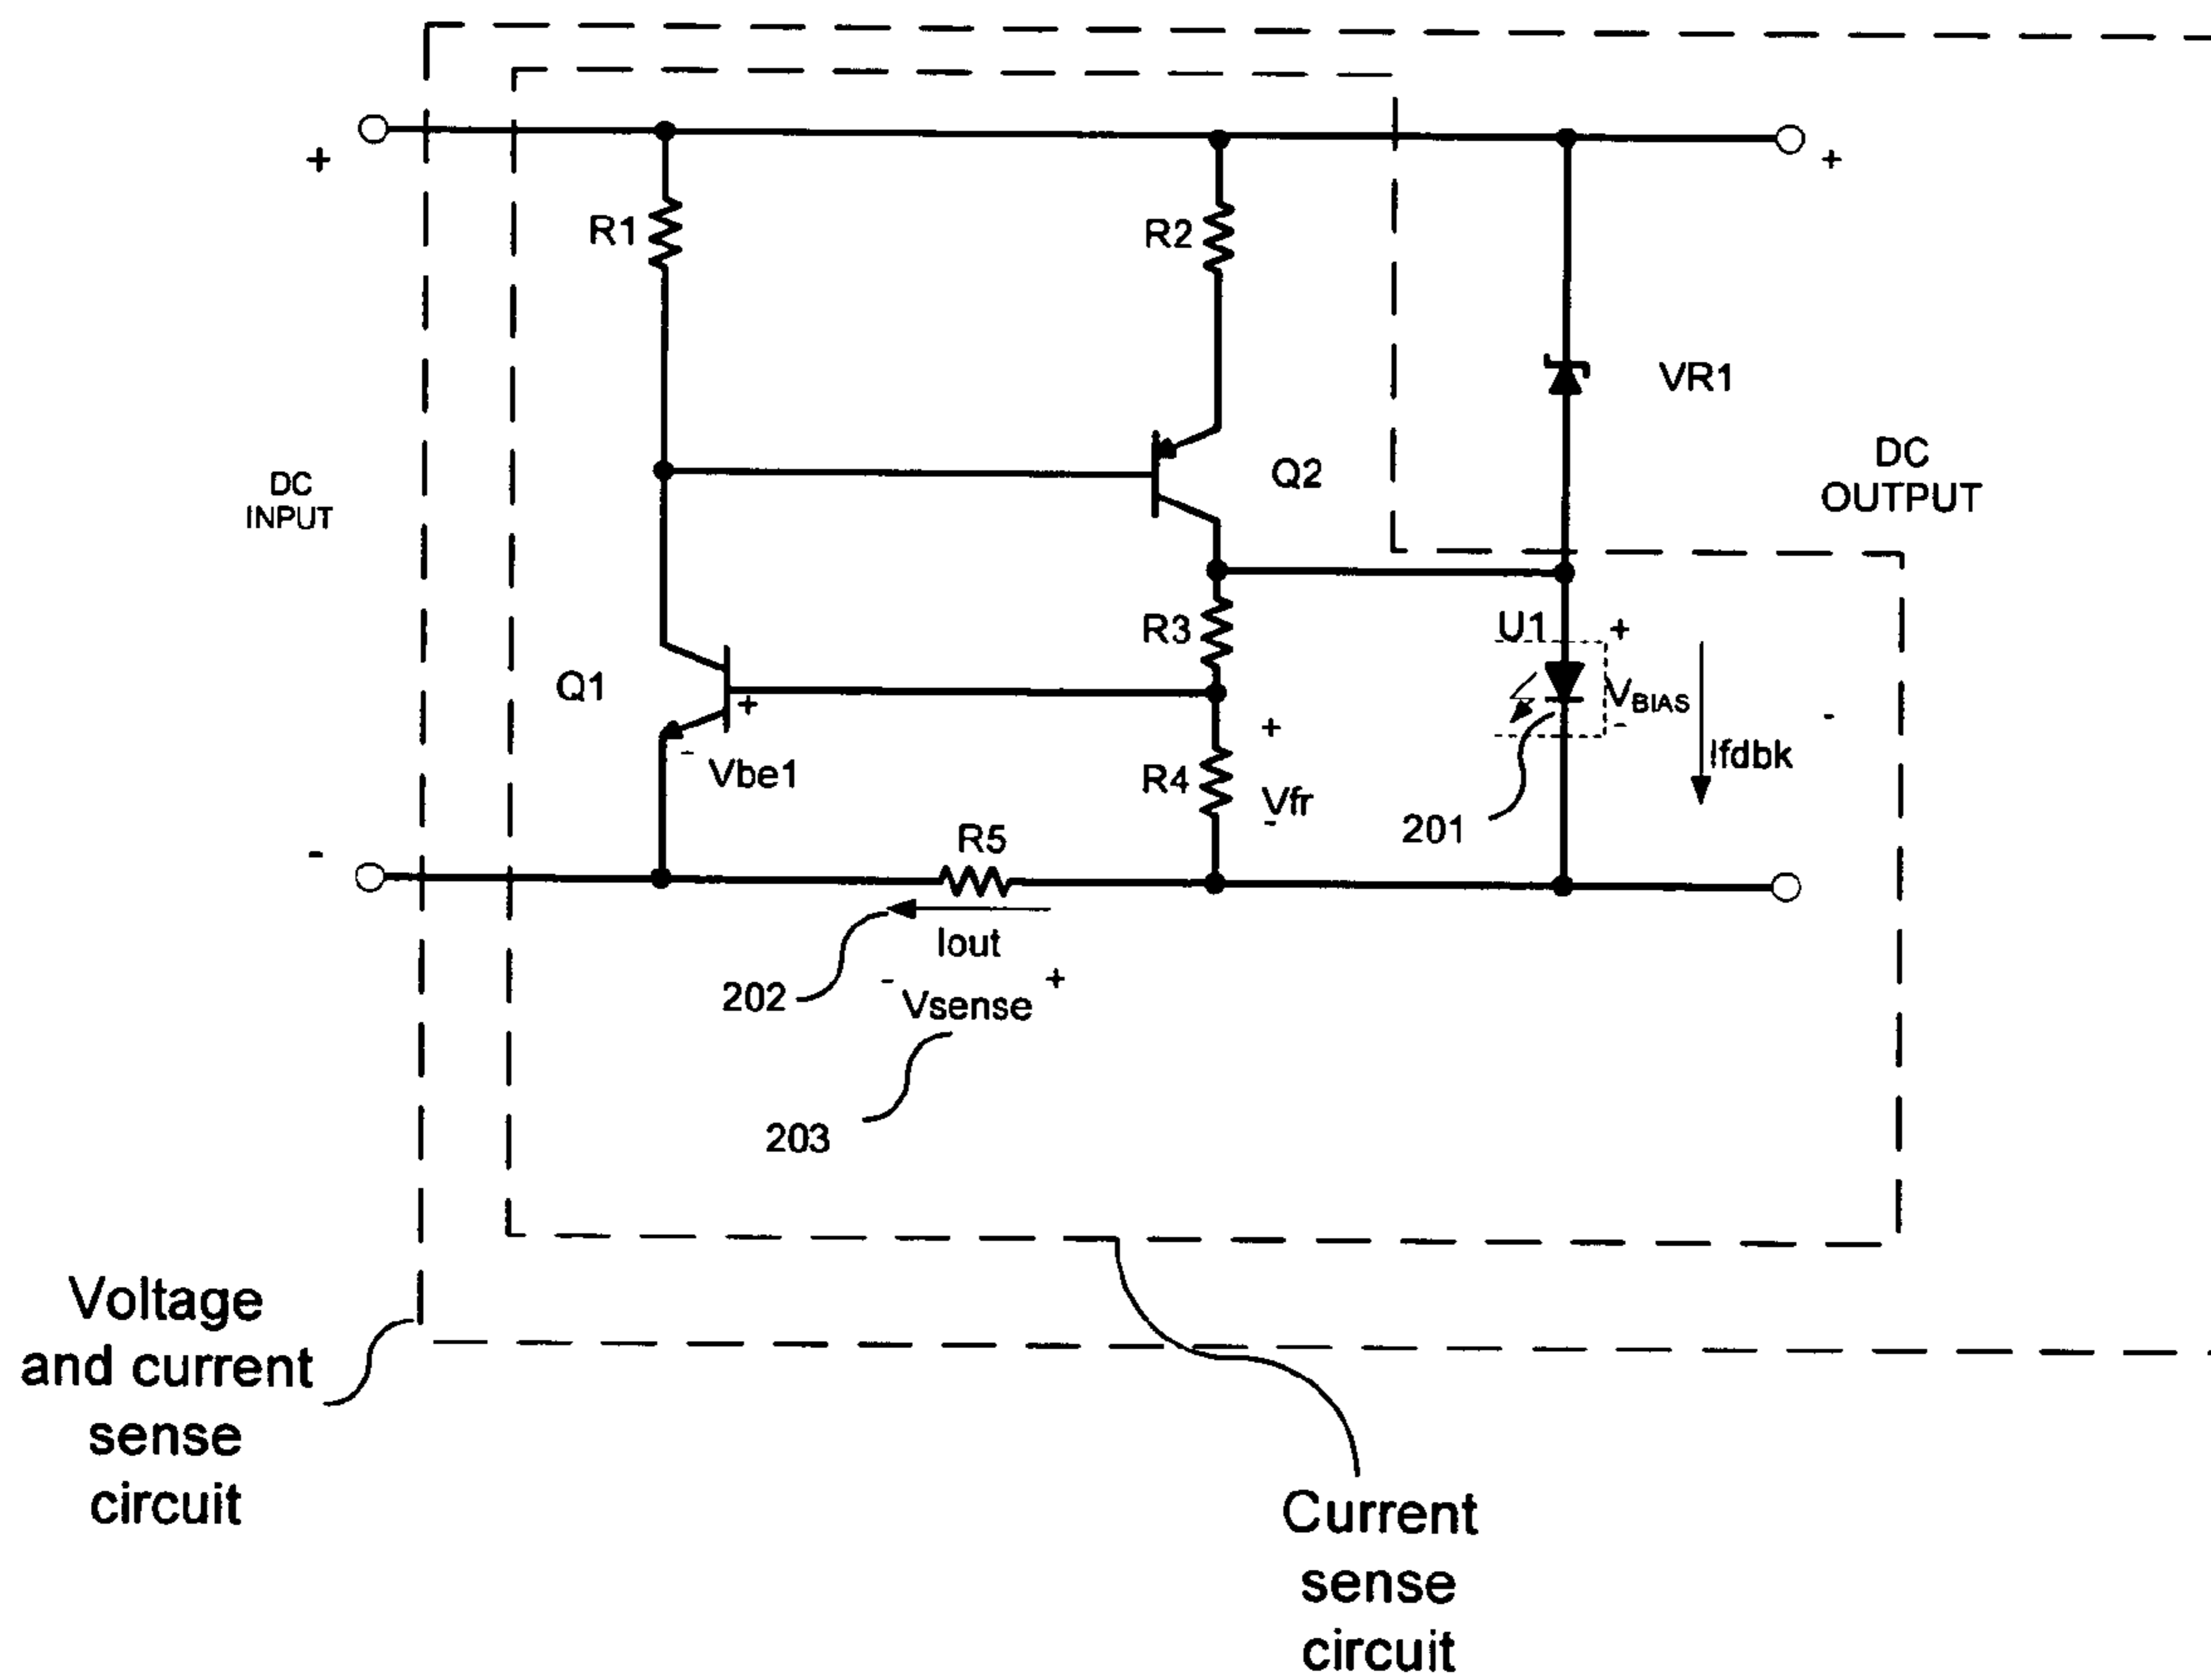 +
+
R1
R2
VR1
DC
INPUT
Q2
DC
OUTPUT
R3
U1
+
Q1
+
VBIAS
-
-
+
-
Vbe1
R4
Vfr
-
Ifdbk
201
-
R5
Iout
202
-
Vsense
+
203
Voltage
and current
sense
circuit
Current
sense
circuit